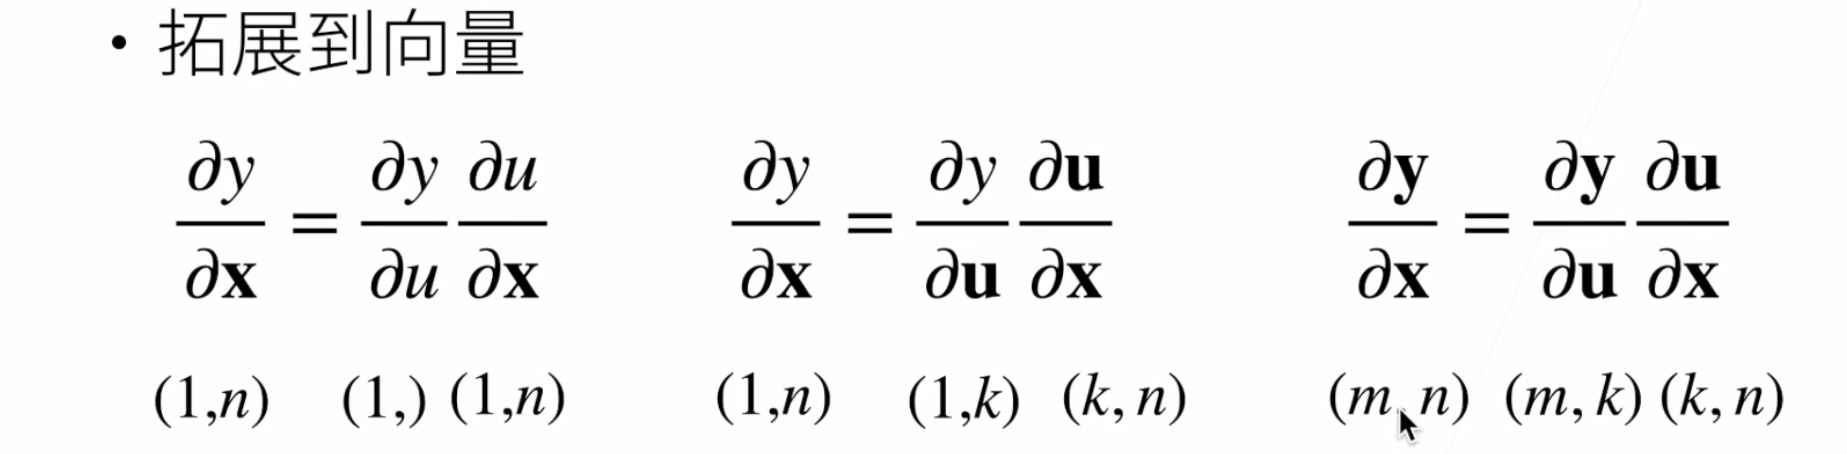 • 拓展到向量
∂y/∂𝐱 = ∂y/∂u ∂u/∂𝐱    ∂y/∂𝐱 = ∂y/∂𝐮 ∂𝐮/∂𝐱    ∂𝐲/∂𝐱 = ∂𝐲/∂𝐮 ∂𝐮/∂𝐱
(1,n) (1,) (1,n)    (1,n) (1,k) (k, n)    (m, n) (m, k) (k, n)